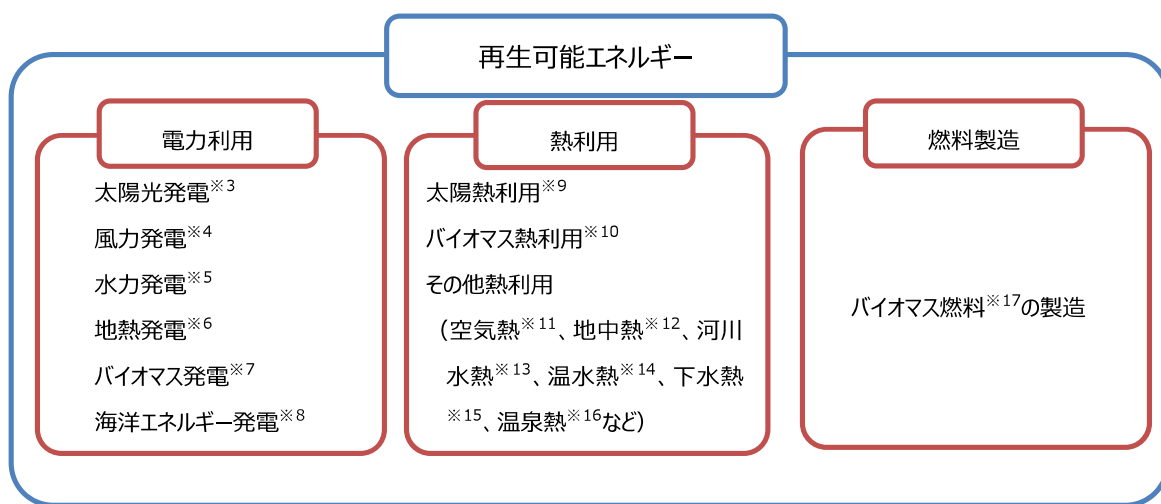 再生可能エネルギー
電力利用
太陽光発電※3
風力発電※4
水力発電※5
地熱発電※6
バイオマス発電※7
海洋エネルギー発電※8
熱利用
太陽熱利用※9
バイオマス熱利用※10
その他熱利用
（空気熱※11、地中熱※12、河川
水熱※13、温水熱※14、下水熱
※15、温泉熱※16など）
燃料製造
バイオマス燃料※17の製造